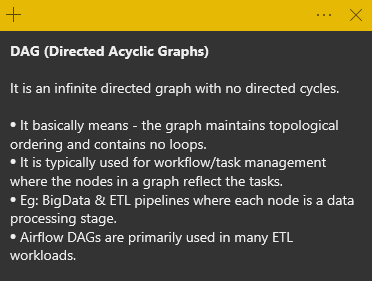 DAG (Directed Acyclic Graphs)
It is an infinite directed graph with no directed cycles.
• It basically means - the graph maintains topological
ordering and contains no loops.
• It is typically used for workflow/task management
where the nodes in a graph reflect the tasks.
• Eg: BigData & ETL pipelines where each node is a data
processing stage.
• Airflow DAGs are primarily used in many ETL
workloads.